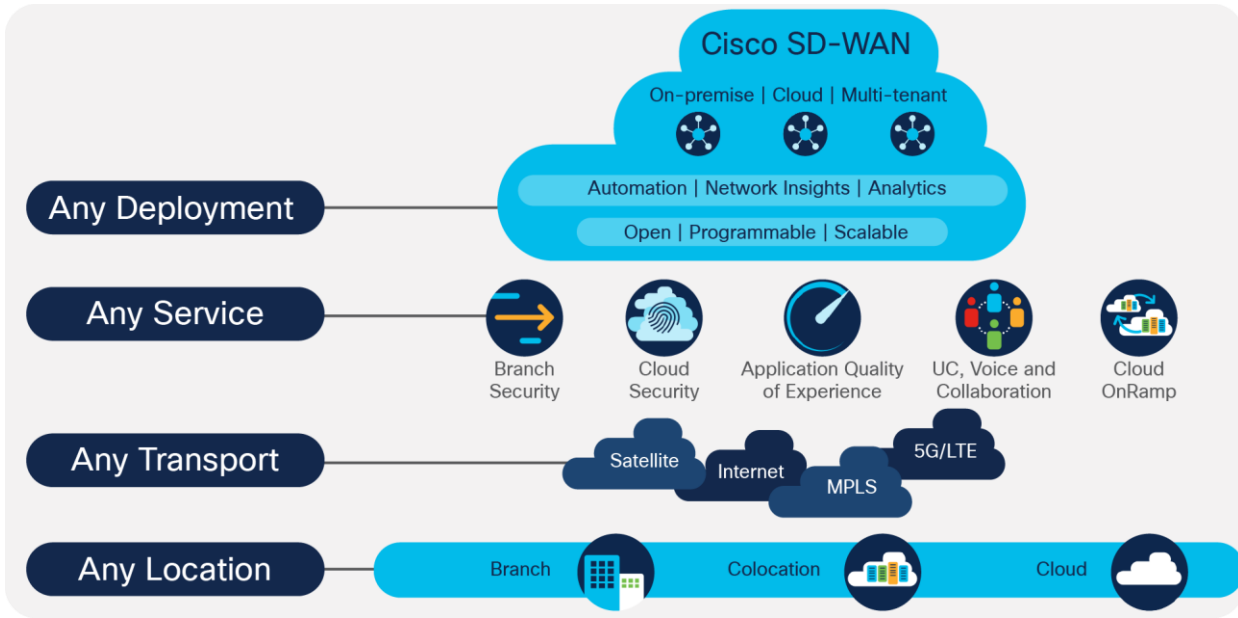 Cisco SD-WAN
On-premise | Cloud | Multi-tenant
Automation | Network Insights | Analytics
Any Deployment
Open | Programmable | Scalable
Any Service
Branch
Security
Cloud
Security
Application Quality
of Experience
UC, Voice and
Collaboration
Cloud
OnRamp
Any Transport
Satellite
Internet
MPLS
5G/LTE
Any Location
Branch
Colocation
Cloud